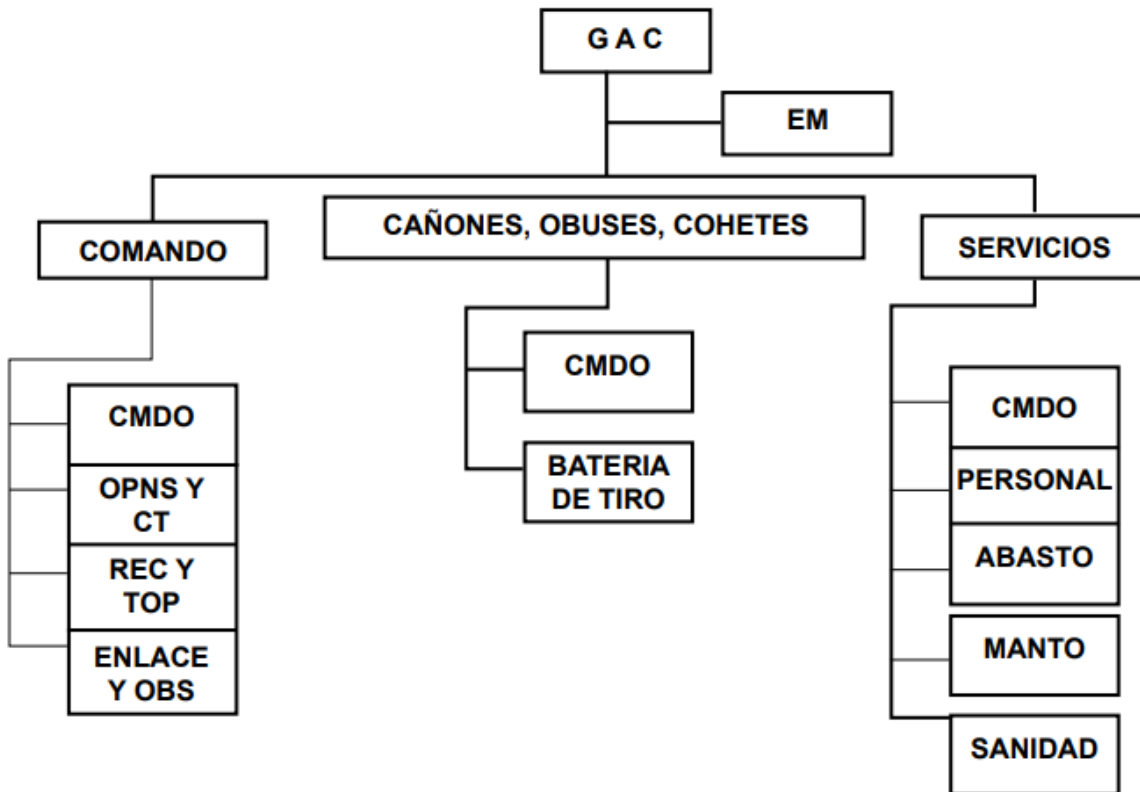 G A C
EM
COMANDO
CAÑONES, OBUSES, COHETES
SERVICIOS
CMDO
OPNS Y
CT
REC Y
TOP
ENLACE
Y OBS
CMDO
BATERIA
DE TIRO
CMDO
PERSONAL
ABASTO
MANTO
SANIDAD